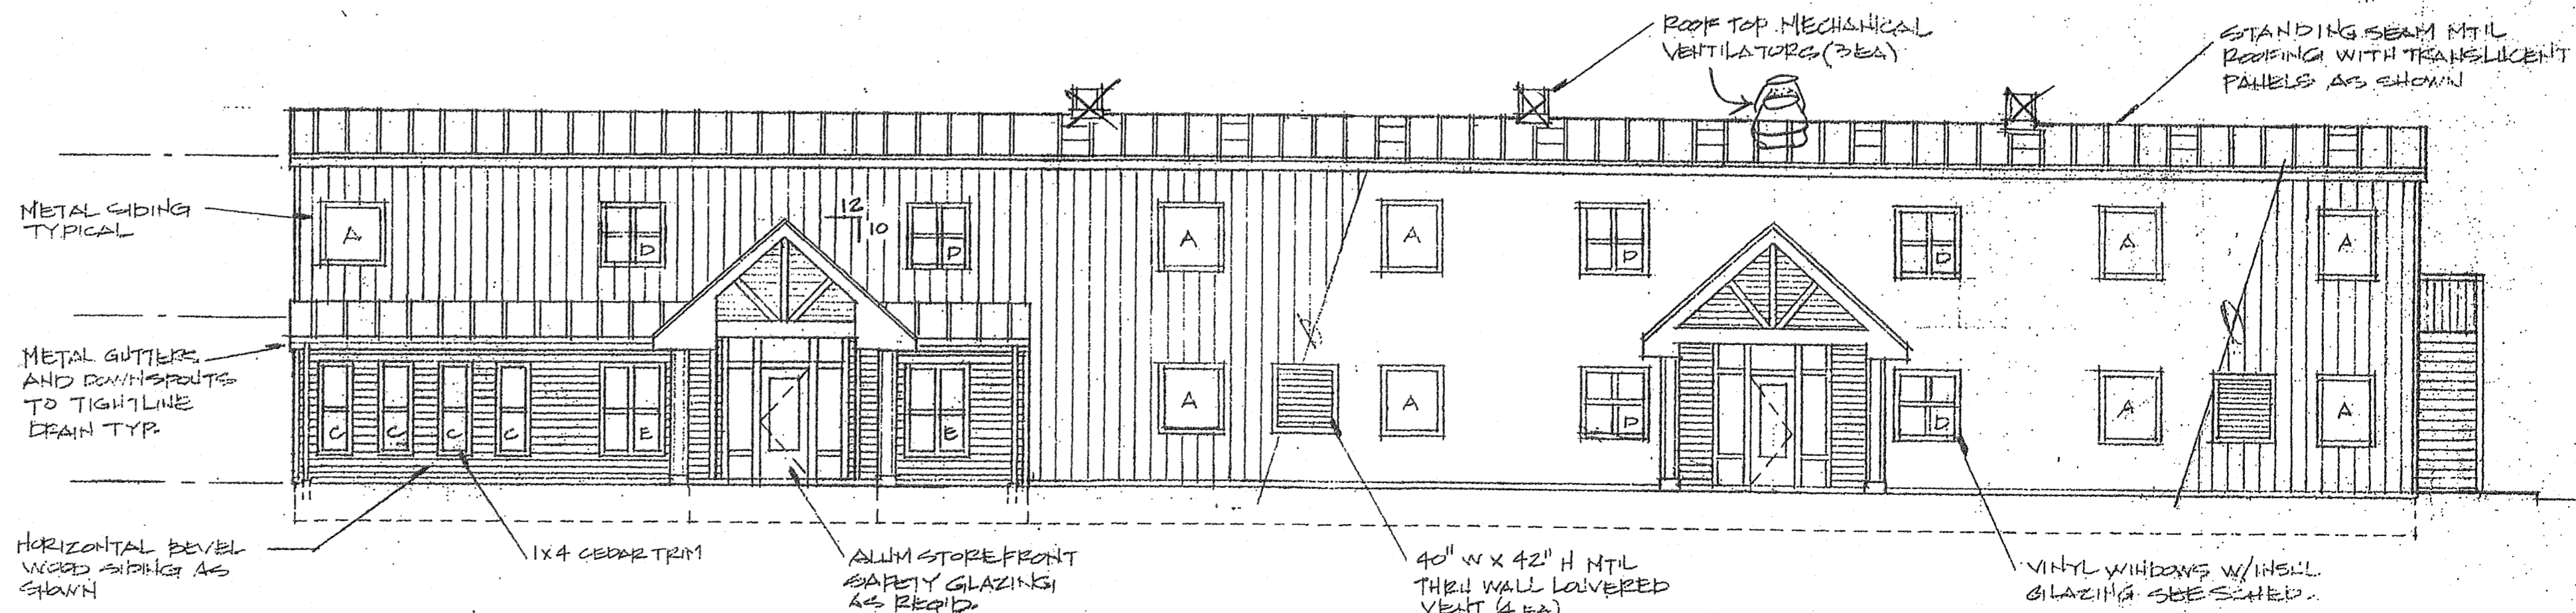 ROOF TOP MECHANICAL
VENTILATORS (3 EA)
STANDING SEAM MTL
ROOFING WITH TRANSLUCENT
PANELS AS SHOWN
METAL SIDING
TYPICAL
12
10
A
D
D
A
A
D
D
A
A
METAL GUTTERS
AND DOWNSPOUTS
TO TIGHTLINE
DRAIN TYP.
C
C
C
C
E
E
A
A
D
D
A
A
HORIZONTAL BEVEL
WOOD SIDING AS
SHOWN
1X4 CEDAR TRIM
ALUM STOREFRONT
SAFETY GLAZING
AS REQ'D.
40" W X 42" H MTL
THRU WALL LOUVERED
VENT (4 EA)
VINYL WINDOWS W/INSUL
GLAZING SEE SCHED.